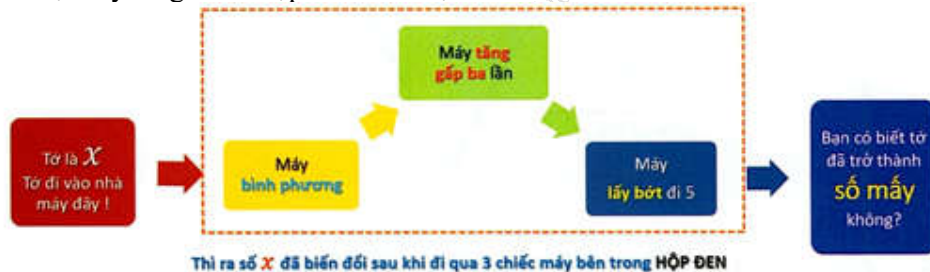 Máy tăng
gấp ba lần
Tớ là x
Tớ đi vào nhà
máy đây !
Máy
bình phương
Máy
lấy bớt đi 5
Bạn có biết tớ
đã trở thành
số mấy
không?
Thì ra số x đã biến đổi sau khi đi qua 3 chiếc máy bên trong HỘP ĐEN